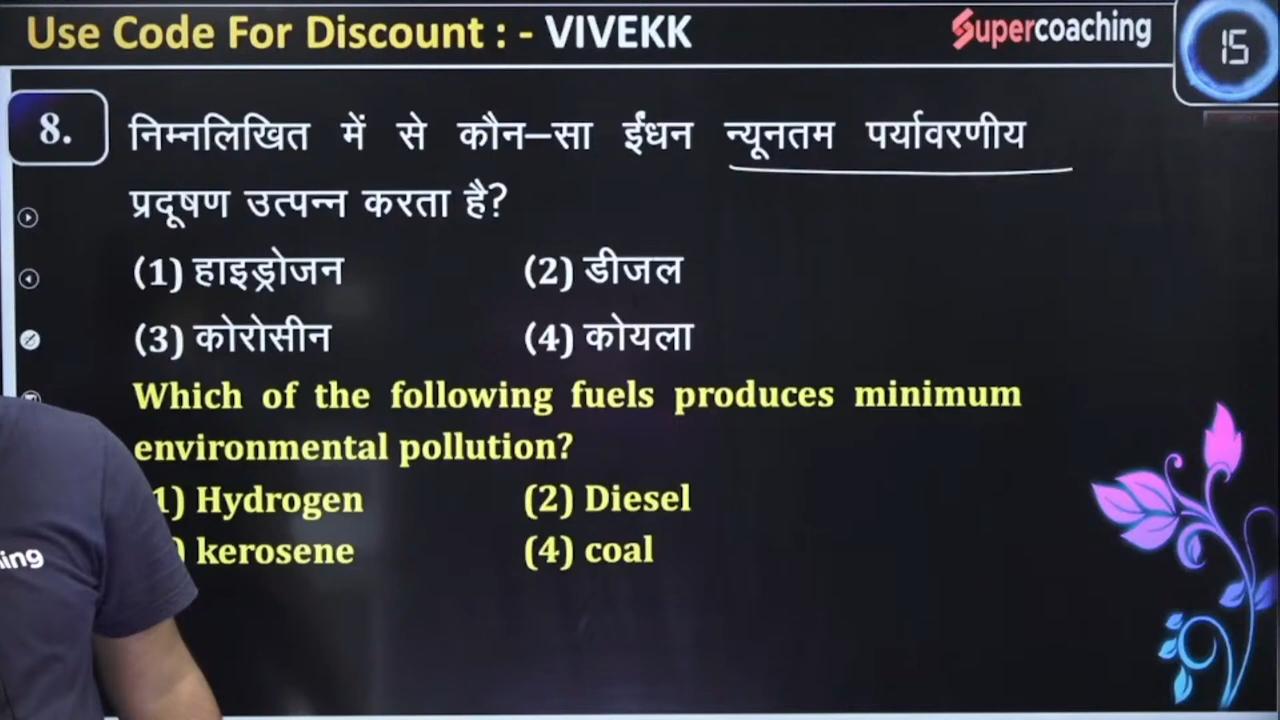 Use Code For Discount : - VIVEKK
Supercoaching
15
8. निम्नलिखित में से कौन–सा ईंधन न्यूनतम पर्यावरणीय
प्रदूषण उत्पन्न करता है?
(1) हाइड्रोजन (2) डीजल
(3) कोरोसीन (4) कोयला
Which of the following fuels produces minimum
environmental pollution?
1) Hydrogen (2) Diesel
) kerosene (4) coal
ing